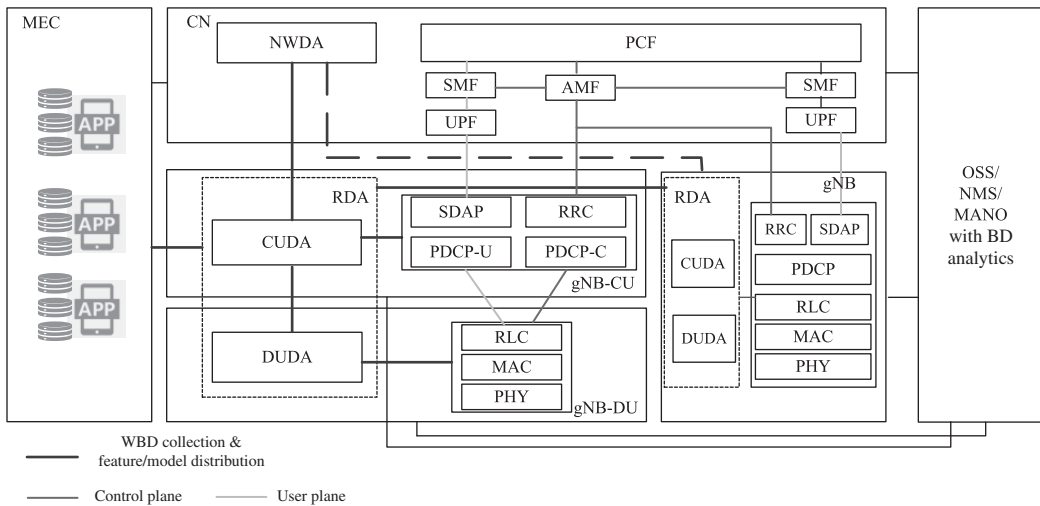 MEC
CN
NWDA
PCF
SMF
AMF
SMF
UPF
UPF
APP
APP
APP
RDA
SDAP
RRC
CUDA
PDCP-U
PDCP-C
gNB-CU
DUDA
RLC
MAC
PHY
gNB-DU
gNB
RDA
RRC
SDAP
CUDA
PDCP
RLC
DUDA
MAC
PHY
OSS/
NMS/
MANO
with BD
analytics
WBD collection &
feature/model distribution
Control plane
User plane